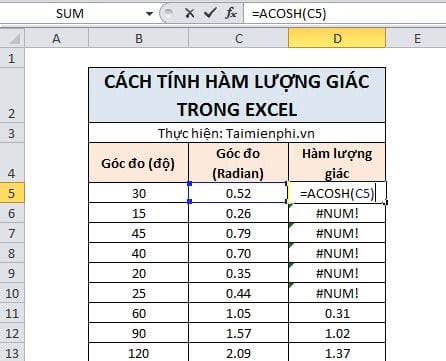 SUM fx =ACOSH(C5)
A B C D E
1
2 CÁCH TÍNH HÀM LƯỢNG GIÁC
TRONG EXCEL
3 Thực hiện: Taimienphi.vn
4 Góc đo (độ) Góc đo (Radian) Hàm lượng giác
5 30 0.52 =ACOSH(C5)
6 15 0.26 #NUM!
7 45 0.79 #NUM!
8 40 0.70 #NUM!
9 20 0.35 #NUM!
10 25 0.44 #NUM!
11 60 1.05 0.31
12 90 1.57 1.02
13 120 2.09 1.37